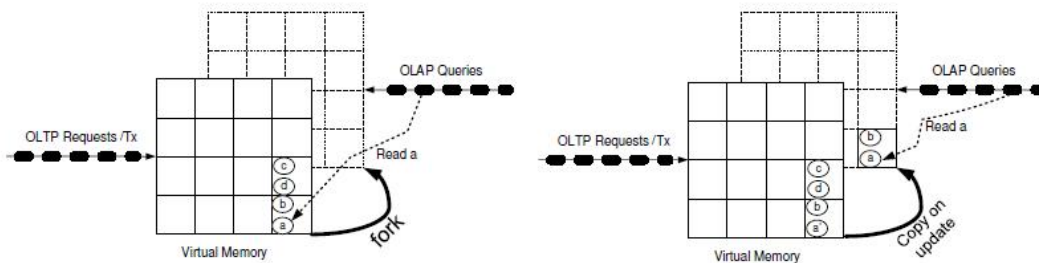 OLAP Queries
OLTP Requests /Tx
Read a
c
d
b
a
fork
Virtual Memory
OLAP Queries
Read a
b
a
OLTP Requests /Tx
c
d
b
a'
Copy on
update
Virtual Memory